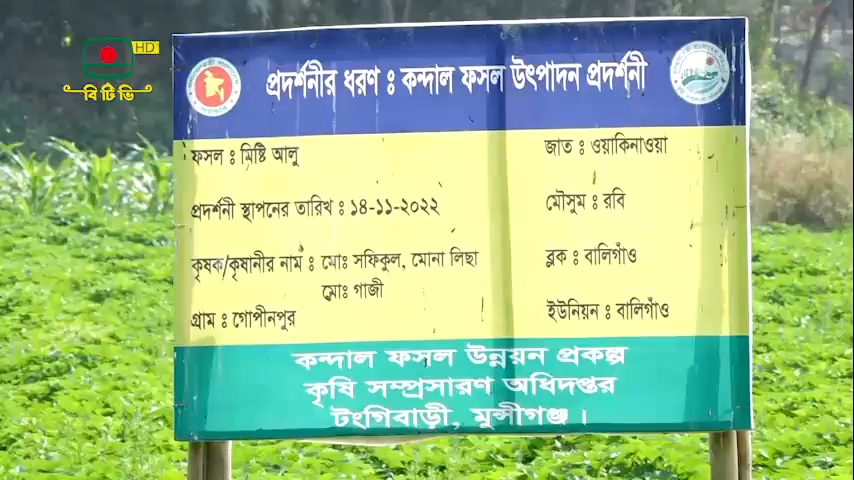 HD
বি টি ভি
প্রদর্শনীর ধরণ : কন্দাল ফসল উৎপাদন প্রদর্শনী
ফসল : মিষ্টি আলু
জাত : ওয়াকিনাওয়া
প্রদর্শনী স্থাপনের তারিখ : ১৪-১১-২০২২
মৌসুম : রবি
কৃষক/কৃষানীর নাম : মোঃ সফিকুল, মোনা লিছা
মোঃ গাজী
ব্লক : বালিগাঁও
গ্রাম : গোপীনপুর
ইউনিয়ন : বালিগাঁও
কন্দাল ফসল উন্নয়ন প্রকল্প
কৃষি সম্প্রসারণ অধিদপ্তর
টংগিবাড়ী, মুন্সীগঞ্জ।